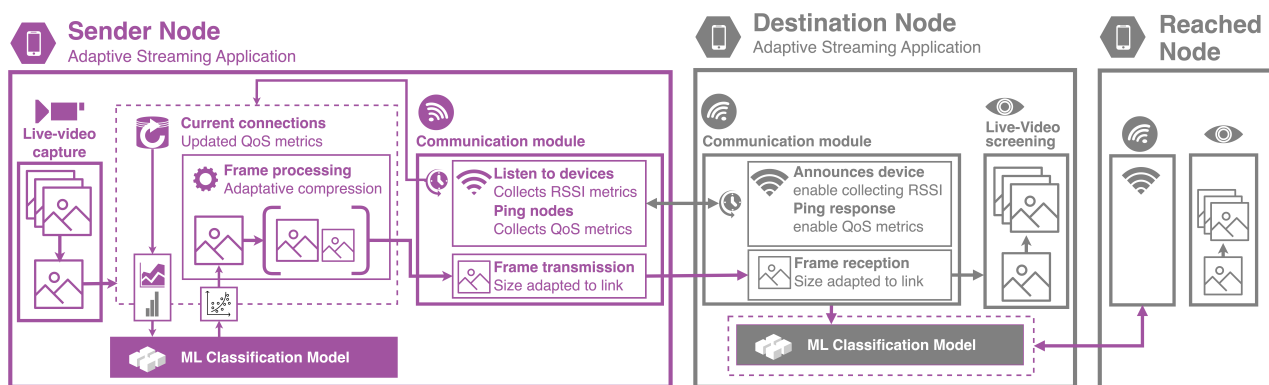 Sender Node
Adaptive Streaming Application
Live-video
capture
Current connections
Updated QoS metrics
Frame processing
Adaptative compression
ML Classification Model
Communication module
Listen to devices
Collects RSSI metrics
Ping nodes
Collects QoS metrics
Frame transmission
Size adapted to link
Destination Node
Adaptive Streaming Application
Communication module
Announces device
enable collecting RSSI
Ping response
enable QoS metrics
Frame reception
Size adapted to link
Live-Video
screening
ML Classification Model
Reached
Node